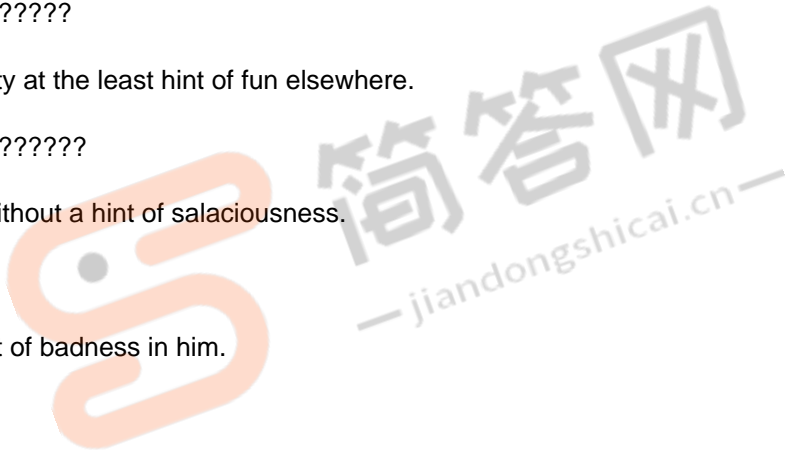 ?????
ty at the least hint of fun elsewhere.
??????
ithout a hint of salaciousness.
t of badness in him.
简答网
jiandongshicai.cn